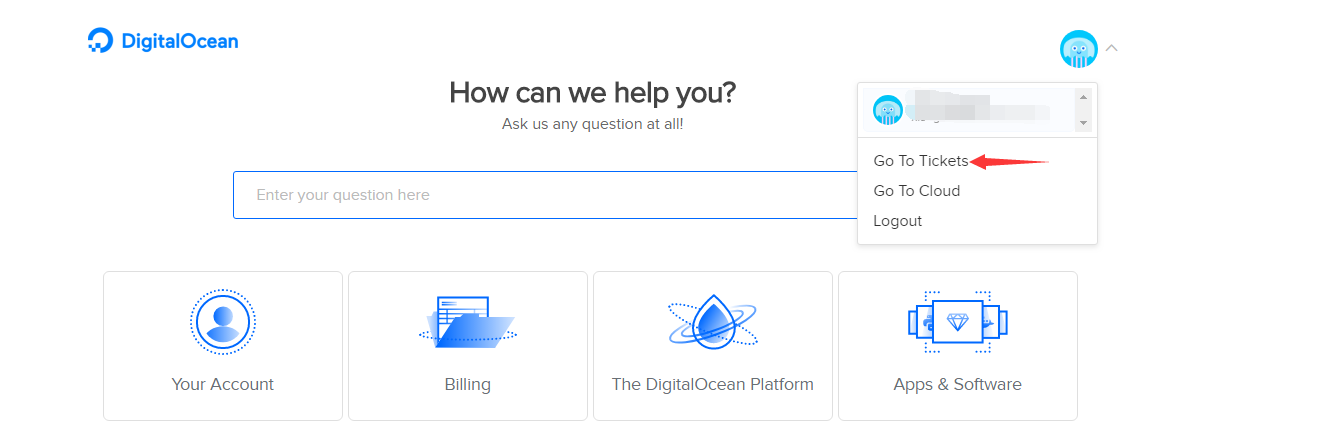 DigitalOcean
How can we help you?
Ask us any question at all!
Enter your question here
Go To Tickets
Go To Cloud
Logout
Your Account
Billing
The DigitalOcean Platform
Apps & Software